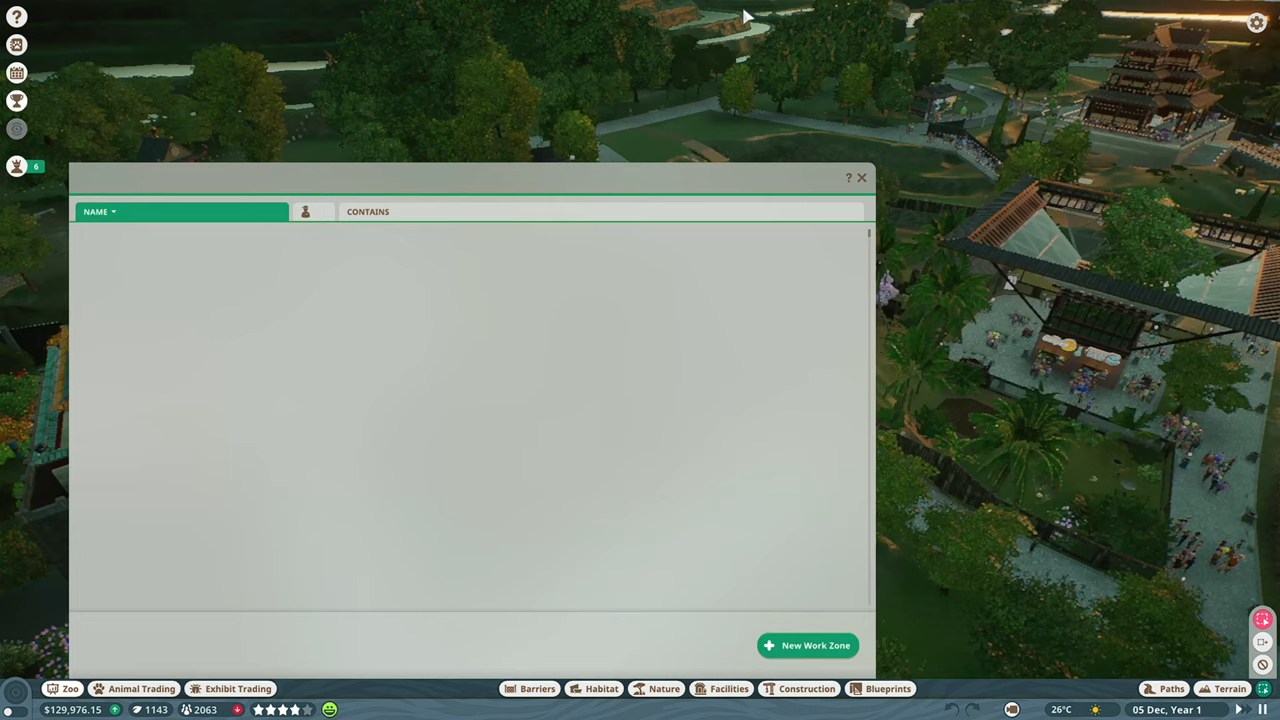 ?
6
?
NAME
CONTAINS
New Work Zone
Zoo
Animal Trading
Exhibit Trading
Barriers
Habitat
Nature
Facilities
Construction
Blueprints
Paths
Terrain
$129,976.15
1143
2063
26°C
05 Dec, Year 1